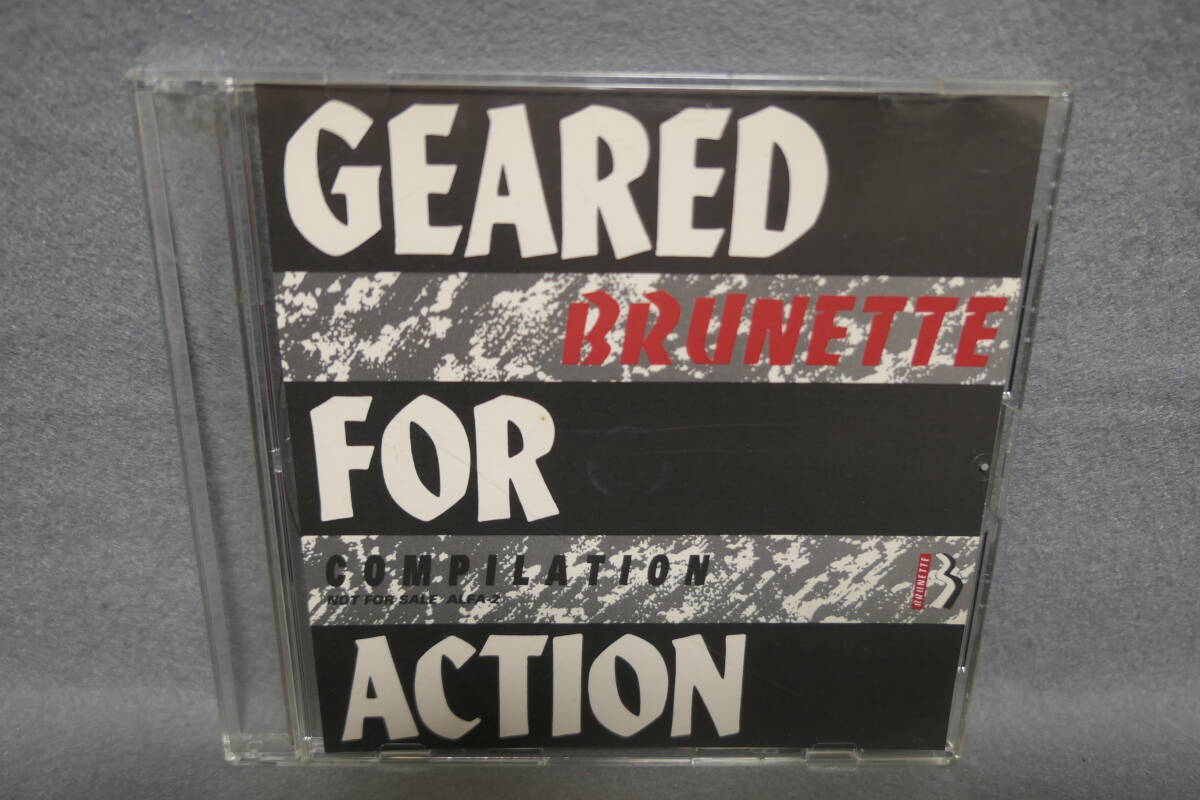 GEARED
BRUNETTE
FOR
COMPILATION
NOT FOR SALE ALFA-2
BRUNETTE
B
ACTION